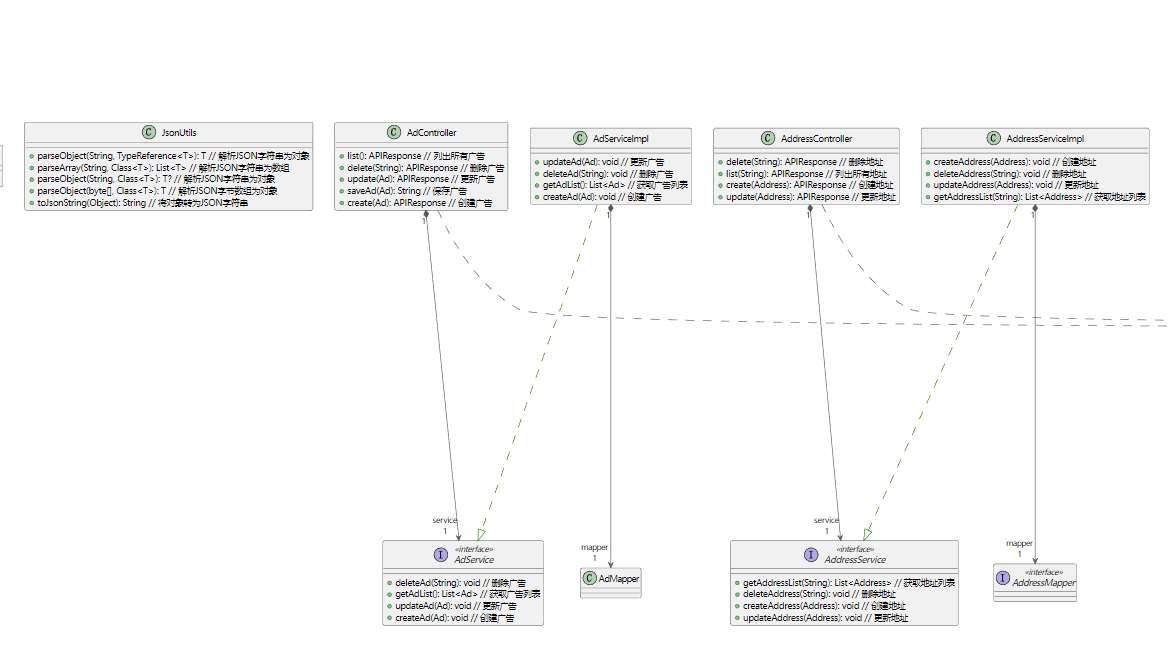 C JsonUtils
parseObject(String, TypeReference<T>): T // 解析JSON字符串为对象
parseArray(String, Class<T>): List<T> // 解析JSON字符串为数组
parseObject(String, Class<T>): T? // 解析JSON字符串为对象
parseObject(byte[], Class<T>): T // 解析JSON字节数组为对象
toJsonString(Object): String // 将对象转为JSON字符串
C AdController
list(): APIResponse // 列出所有广告
delete(String): APIResponse // 删除广告
update(Ad): APIResponse // 更新广告
saveAd(Ad): String // 保存广告
create(Ad): APIResponse // 创建广告
C AdServiceImpl
updateAd(Ad): void // 更新广告
deleteAd(String): void // 删除广告
getAdList(): List<Ad> // 获取广告列表
createAd(Ad): void // 创建广告
C AddressController
delete(String): APIResponse // 删除地址
list(String): APIResponse // 列出所有地址
create(Address): APIResponse // 创建地址
update(Address): APIResponse // 更新地址
C AddressServiceImpl
createAddress(Address): void // 创建地址
deleteAddress(String): void // 删除地址
updateAddress(Address): void // 更新地址
getAddressList(String): List<Address> // 获取地址列表
1
1
1
1
service
1
mapper
1
service
1
mapper
1
I «interface»
AdService
deleteAd(String): void // 删除广告
getAdList(): List<Ad> // 获取广告列表
updateAd(Ad): void // 更新广告
createAd(Ad): void // 创建广告
C AdMapper
I «interface»
AddressService
getAddressList(String): List<Address> // 获取地址列表
deleteAddress(String): void // 删除地址
createAddress(Address): void // 创建地址
updateAddress(Address): void // 更新地址
I «interface»
AddressMapper